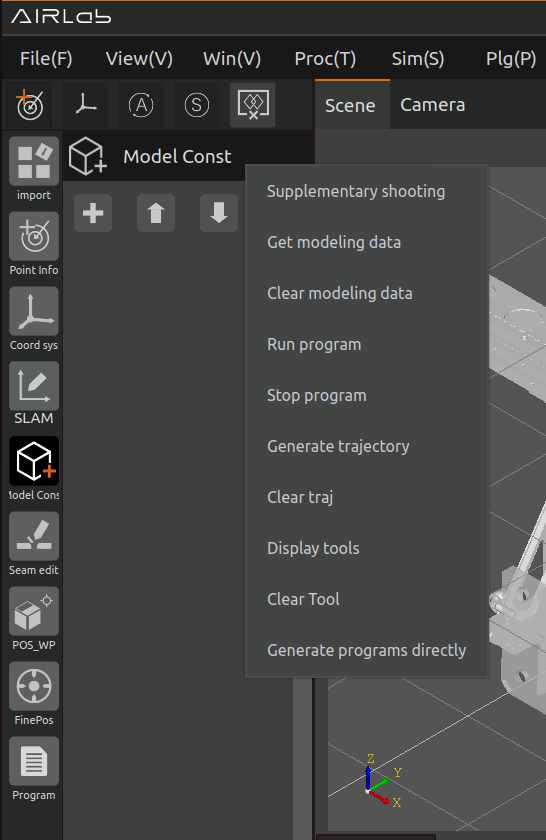 AIRLab
File(F) View(V) Win(V) Proc(T) Sim(S) Plg(P)
A S
Scene Camera
Model Const
import
Point Info
Coord sys
SLAM
Model Cons
Seam edit
POS_WP
FinePos
Program
Supplementary shooting
Get modeling data
Clear modeling data
Run program
Stop program
Generate trajectory
Clear traj
Display tools
Clear Tool
Generate programs directly
Z
Y
X